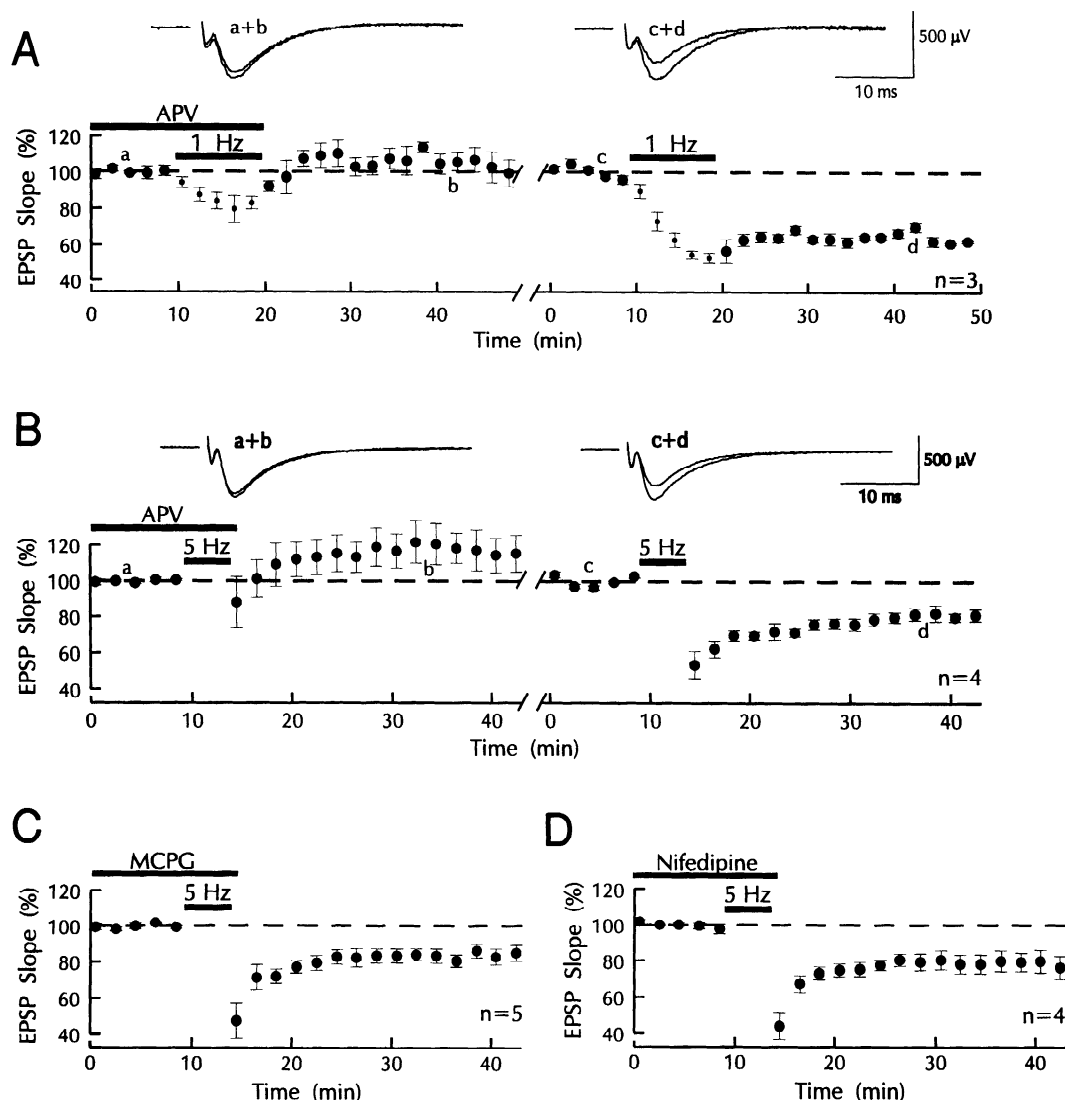 A
a+b
c+d
500 µV
10 ms
APV
1 Hz
1 Hz
120
100
80
60
40
EPSP Slope (%)
a
b
c
d
n=3
0 10 20 30 40
0 10 20 30 40 50
Time (min)
B
a+b
c+d
500 µV
10 ms
APV
5 Hz
5 Hz
120
100
80
60
40
EPSP Slope (%)
a
b
c
d
n=4
0 10 20 30 40
0 10 20 30 40
Time (min)
C
MCPG
5 Hz
120
100
80
60
40
EPSP Slope (%)
n=5
0 10 20 30 40
Time (min)
D
Nifedipine
5 Hz
120
100
80
60
40
EPSP Slope (%)
n=4
0 10 20 30 40
Time (min)